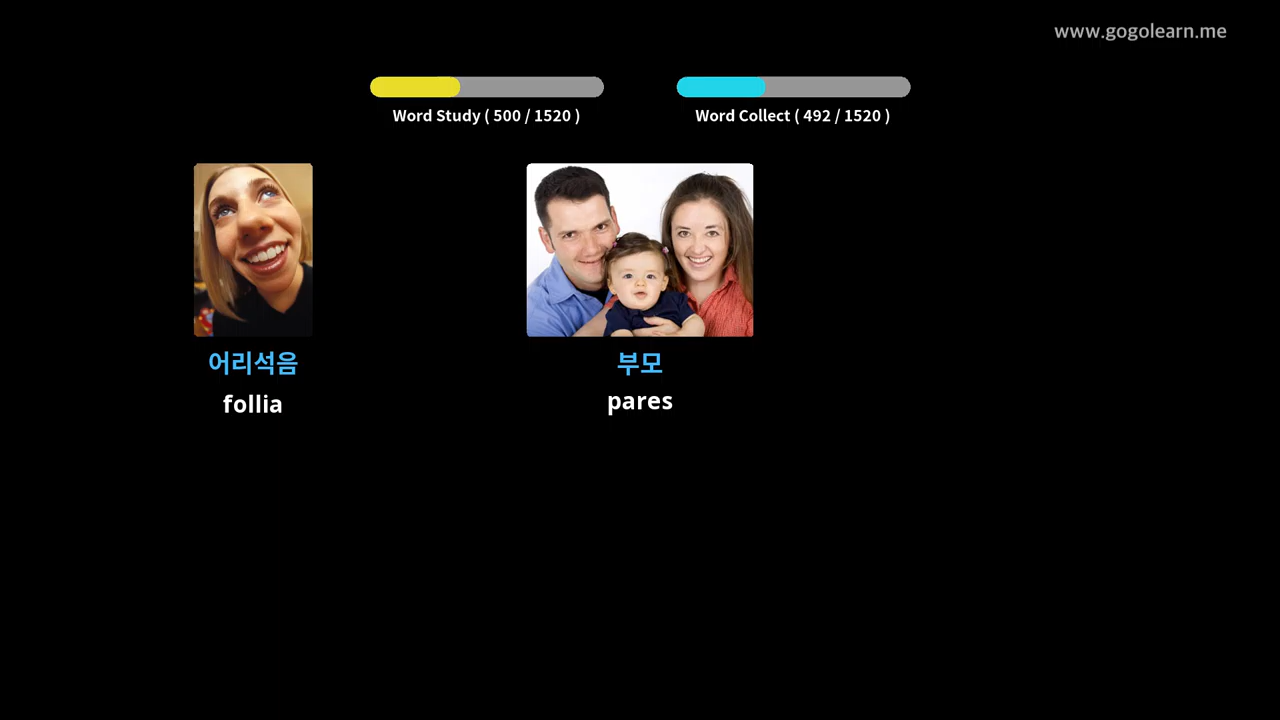 www.gogolearn.me
Word Study ( 500 / 1520 )
Word Collect ( 492 / 1520 )
어리석음
follia
부모
pares